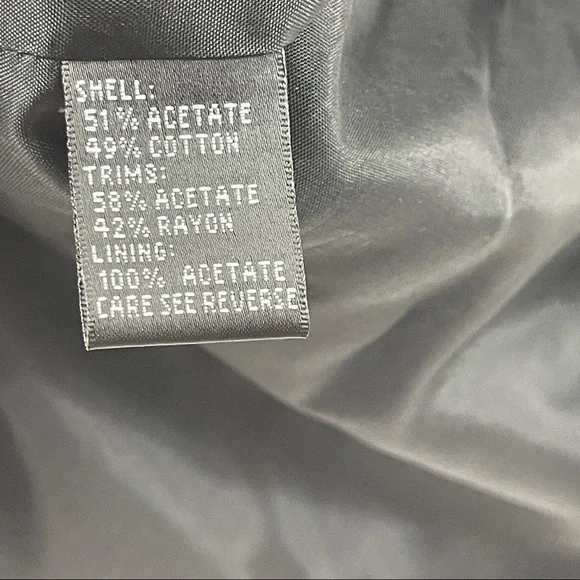 SHELL:
51% ACETATE
49% COTTON
TRIMS:
58% ACETATE
42% RAYON
LINING:
100% ACETATE
CARE SEE REVERSE